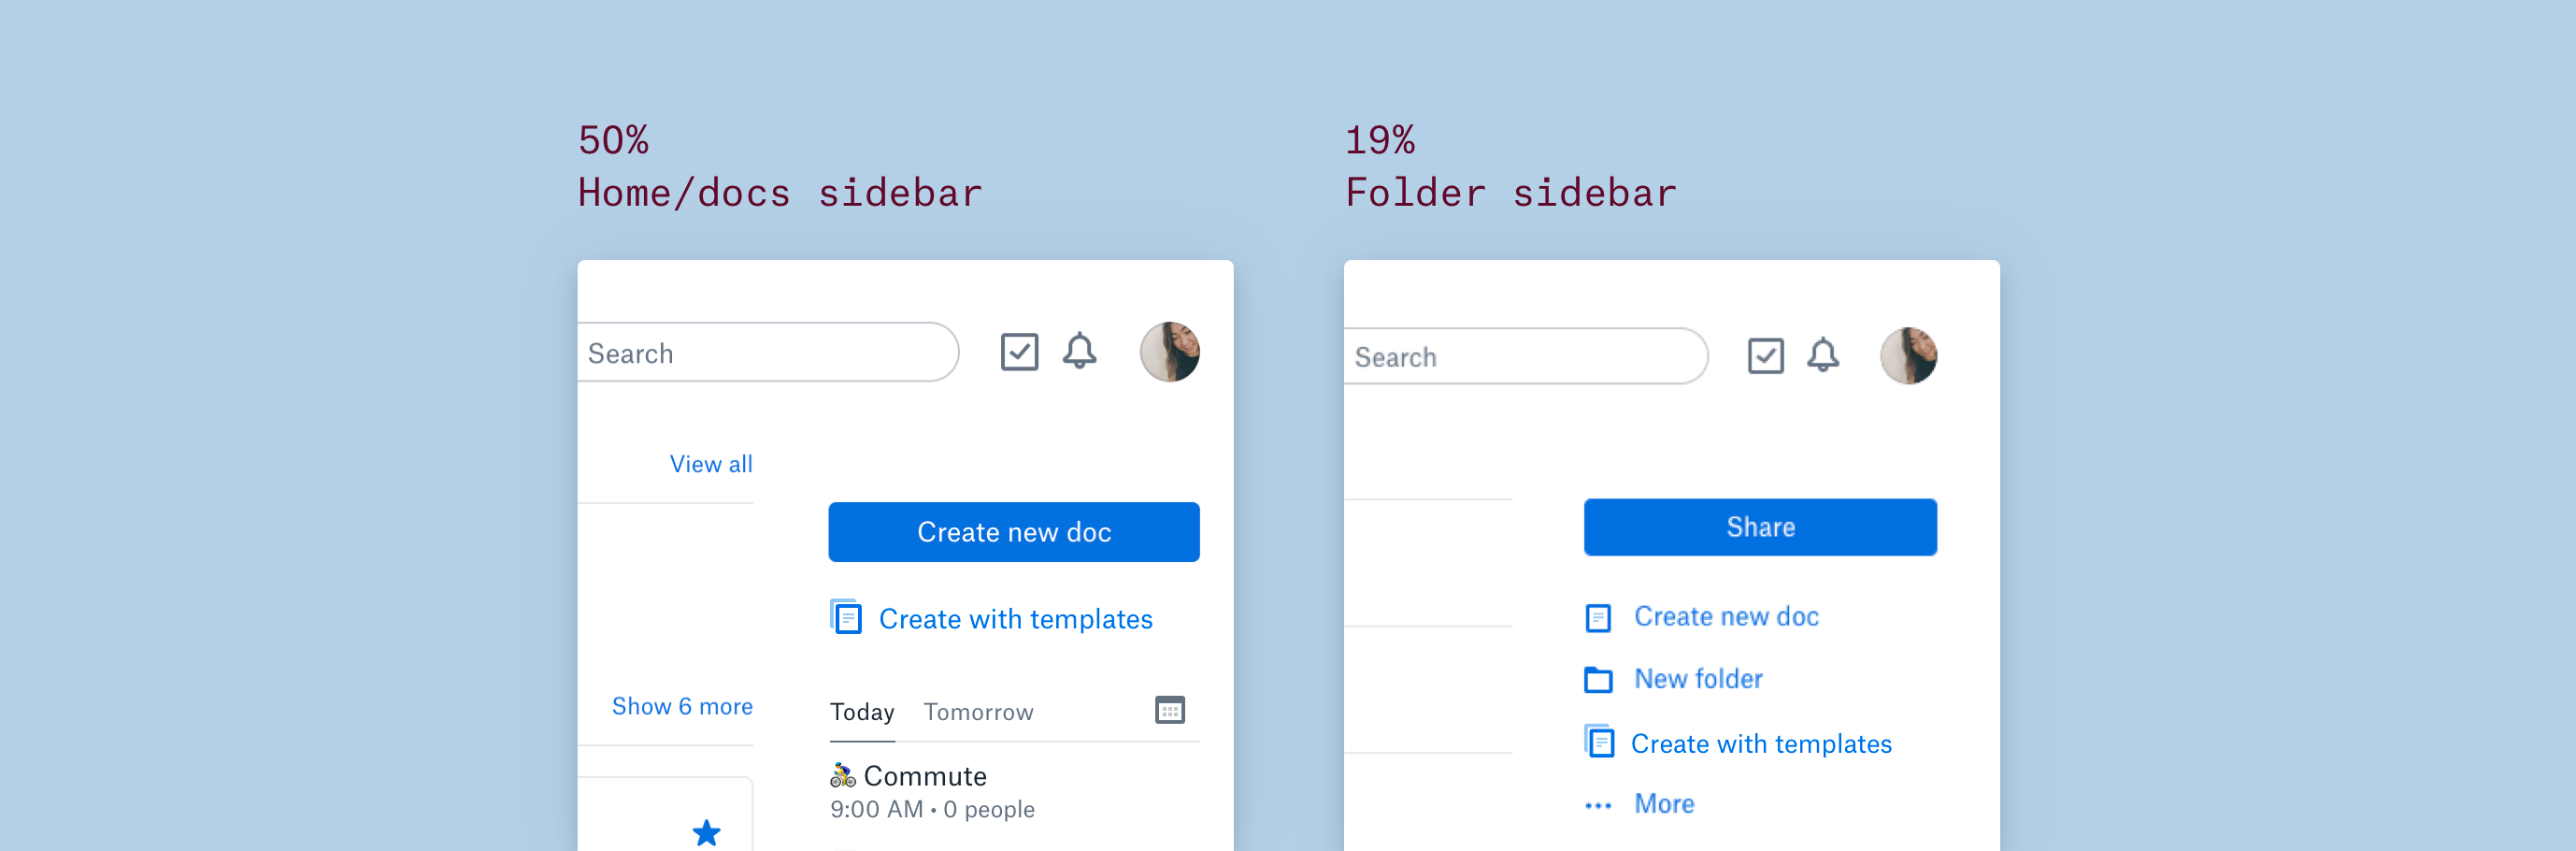 50%
Home/docs sidebar
Search
View all
Create new doc
Create with templates
Show 6 more
Today Tomorrow
Commute
9:00 AM • 0 people
19%
Folder sidebar
Search
Share
Create new doc
New folder
Create with templates
More